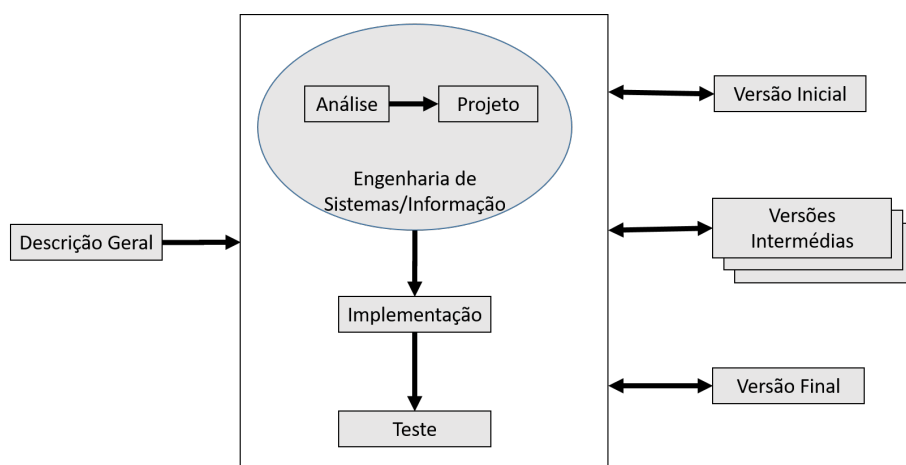 Análise
Projeto
Engenharia de
Sistemas/Informação
Descrição Geral
Implementação
Teste
Versão Inicial
Versões
Intermédias
Versão Final